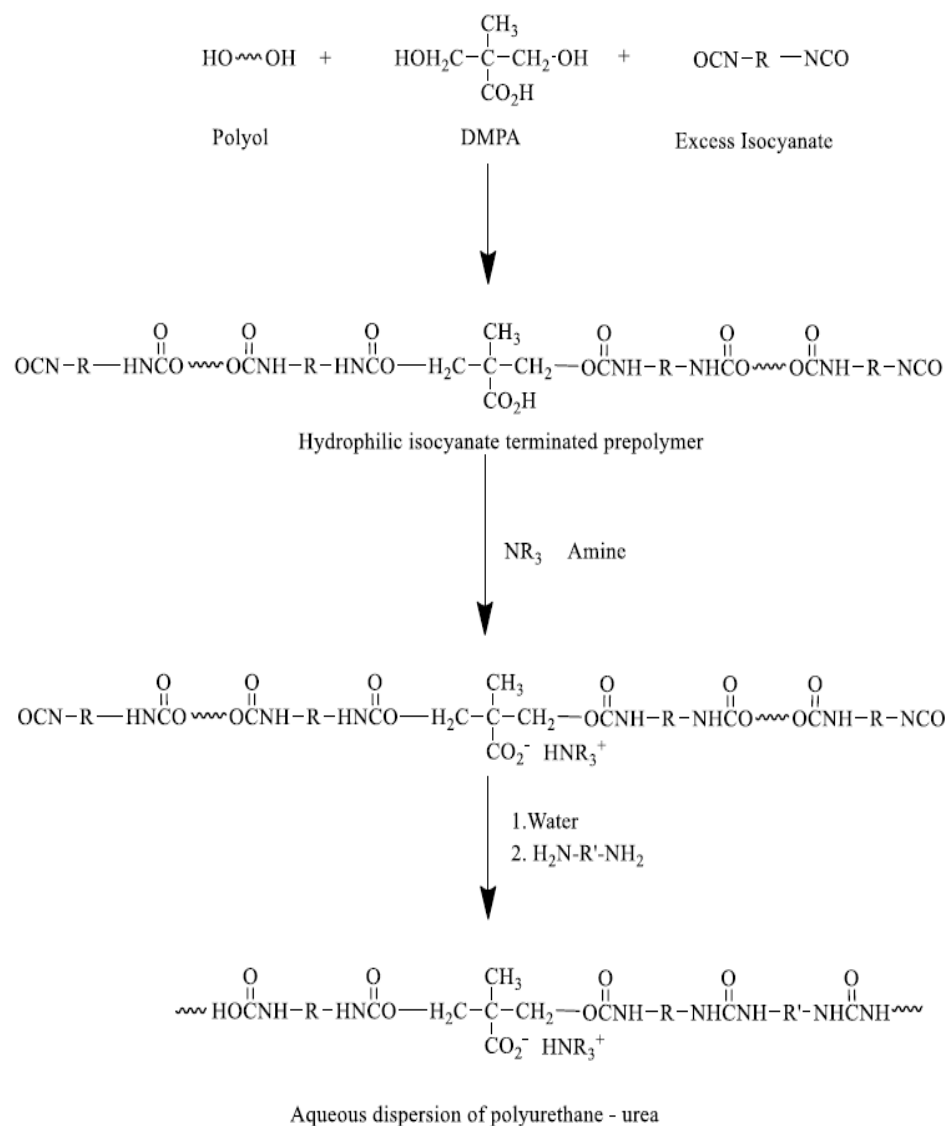 CH₃
HO OH + HOH₂C-C-CH₂-OH + OCN-R-NCO
CO₂H
Polyol DMPA Excess Isocyanate
O O O CH₃ O O O
OCN-R-HNCO OCNH-R-HNCO-H₂C-C-CH₂-OCNH-R-NHCO OCNH-R-NCO
CO₂H
Hydrophilic isocyanate terminated prepolymer
NR₃ Amine
O O O CH₃ O O O
OCN-R-HNCO OCNH-R-HNCO-H₂C-C-CH₂-OCNH-R-NHCO OCNH-R-NCO
CO₂⁻ HNR₃⁺
1.Water
2. H₂N-R'-NH₂
O O CH₃ O O O
HOCNH-R-HNCO-H₂C-C-CH₂-OCNH-R-NHCNH-R'-NHCNH
CO₂⁻ HNR₃⁺
Aqueous dispersion of polyurethane - urea